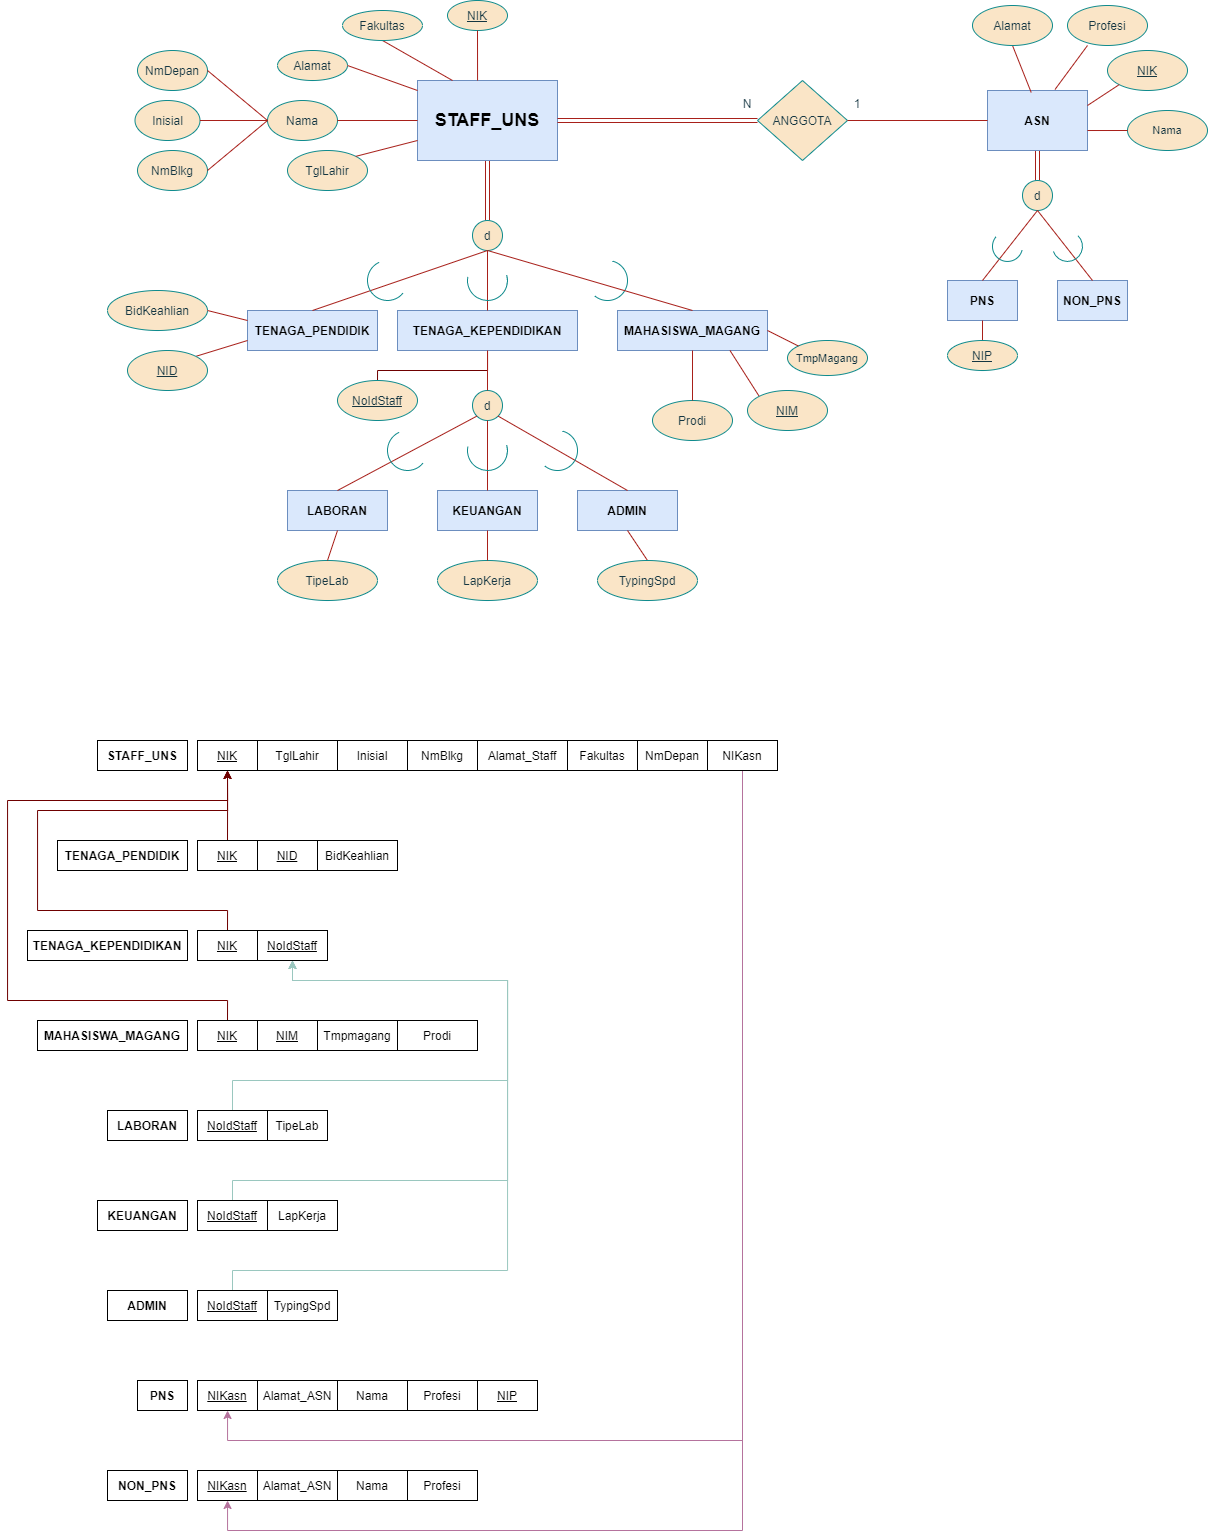 NIK
Fakultas
Alamat
Profesi
NIK
Alamat
NmDepan
N
1
STAFF_UNS
ANGGOTA
ASN
Inisial
Nama
Nama
NmBlkg
TglLahir
d
d
PNS
NON_PNS
BidKeahlian
TENAGA_PENDIDIK
TENAGA_KEPENDIDIKAN
MAHASISWA_MAGANG
NIP
TmpMagang
NID
NoIdStaff
d
Prodi
NIM
LABORAN
KEUANGAN
ADMIN
TipeLab
LapKerja
TypingSpd
STAFF_UNS NIK TglLahir Inisial NmBlkg Alamat_Staff Fakultas NmDepan NIKasn
TENAGA_PENDIDIK NIK NID BidKeahlian
TENAGA_KEPENDIDIKAN NIK NoIdStaff
MAHASISWA_MAGANG NIK NIM Tmpmagang Prodi
LABORAN NoIdStaff TipeLab
KEUANGAN NoIdStaff LapKerja
ADMIN NoIdStaff TypingSpd
PNS NIKasn Alamat_ASN Nama Profesi NIP
NON_PNS NIKasn Alamat_ASN Nama Profesi